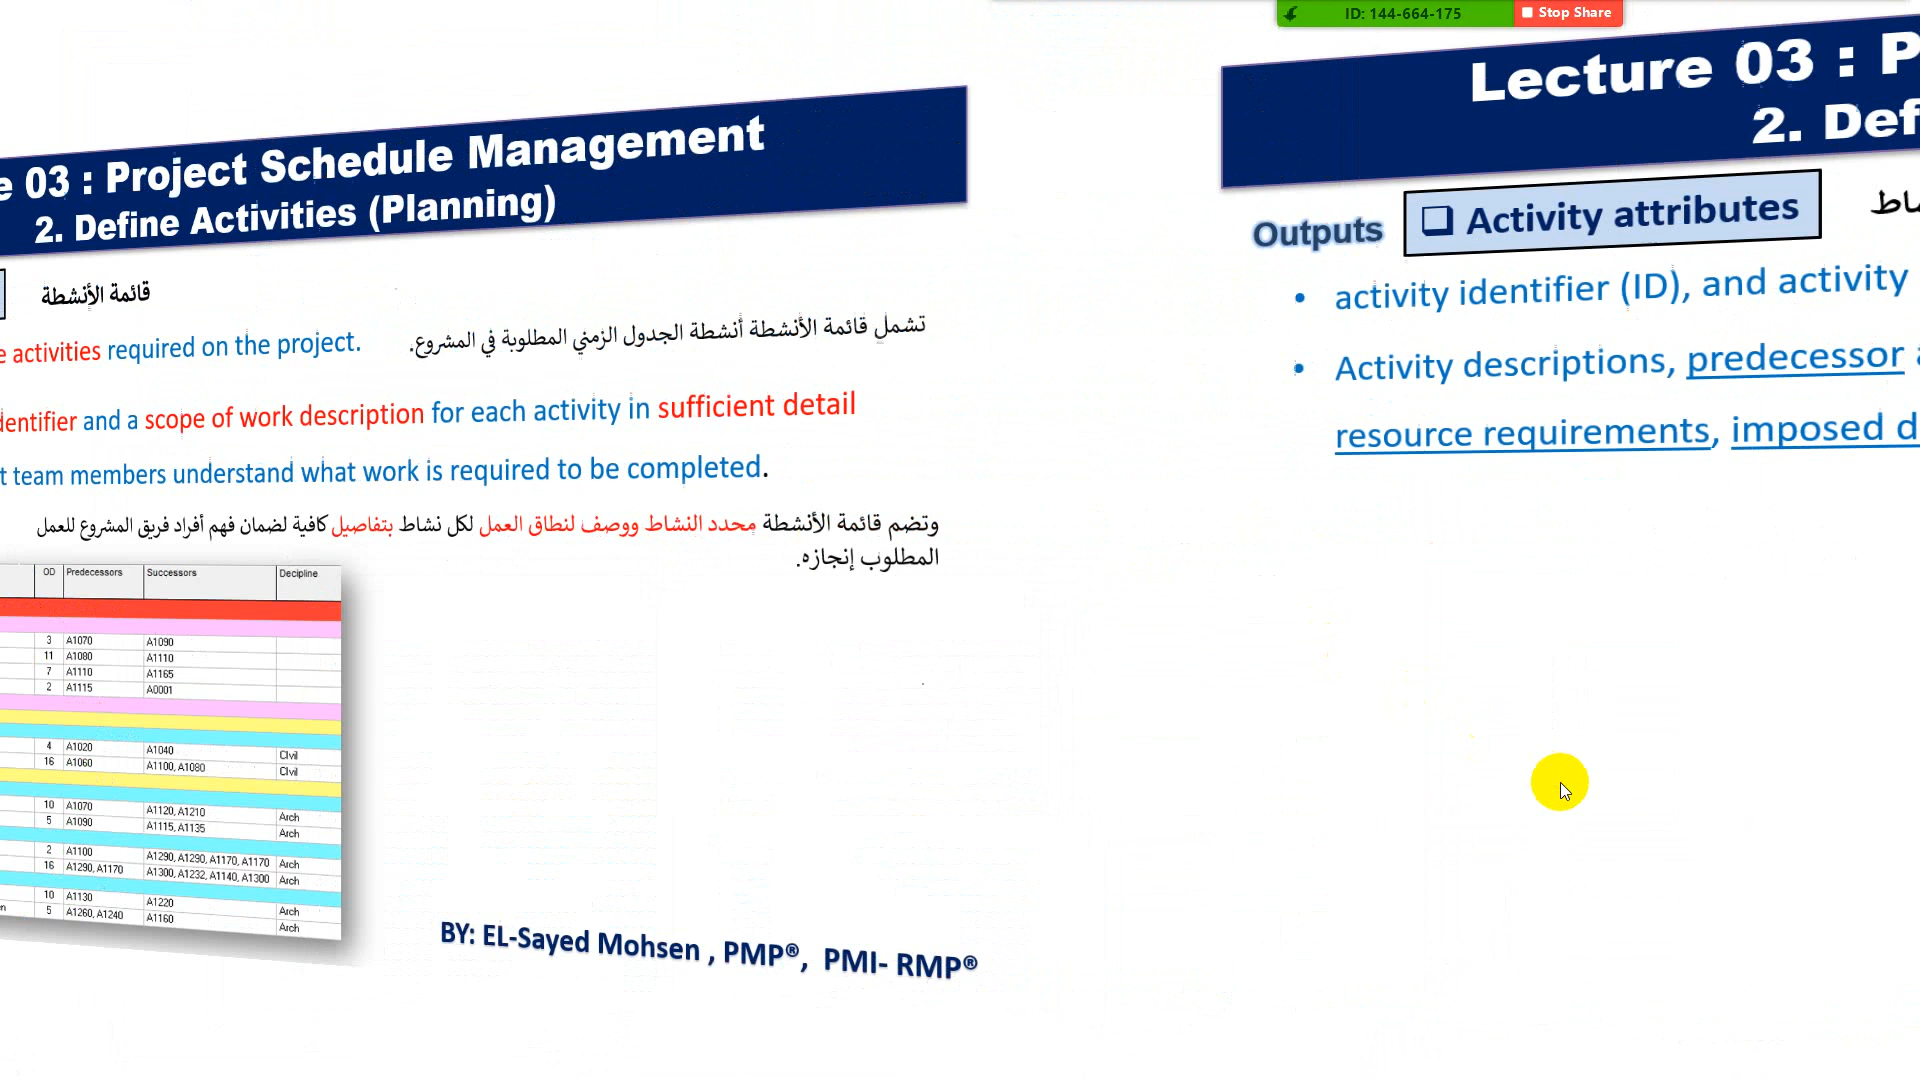 ID: 144-664-175 Stop Share
e 03 : Project Schedule Management
2. Define Activities (Planning)
قائمة الأنشطة
e activities required on the project.
تشمل قائمة الأنشطة أنشطة الجدول الزمني المطلوبة في المشروع.
dentifier and a scope of work description for each activity in sufficient detail
t team members understand what work is required to be completed.
وتضم قائمة الأنشطة محدد النشاط ووصف لنطاق العمل لكل نشاط بتفاصيل كافية لضمان فهم أفراد فريق المشروع للعمل
المطلوب إنجازه.
OD Predecessors Successors Decipline
3 A1070 A1090
11 A1080 A1110
7 A1110 A1165
2 A1115 A0001
4 A1020 A1040 CIvil
16 A1060 A1100, A1080 CIvil
10 A1070 A1120, A1210 Arch
5 A1090 A1115, A1135 Arch
2 A1100 A1290, A1290, A1170, A1170 Arch
16 A1290, A1170 A1300, A1232, A1140, A1300 Arch
10 A1130 A1220 Arch
5 A1260, A1240 A1160 Arch
BY: EL-Sayed Mohsen , PMP®, PMI- RMP®
Lecture 03 : P
2. Def
Outputs ❑ Activity attributes
• activity identifier (ID), and activity
• Activity descriptions, predecessor
resource requirements, imposed d